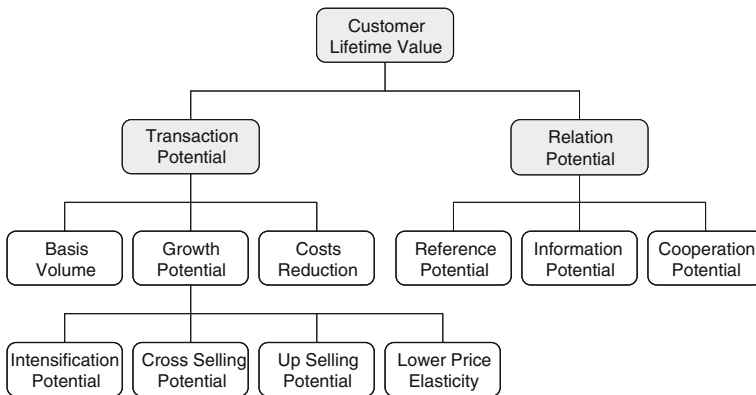 Customer
Lifetime Value
Transaction
Potential
Relation
Potential
Basis
Volume
Growth
Potential
Costs
Reduction
Reference
Potential
Information
Potential
Cooperation
Potential
Intensification
Potential
Cross Selling
Potential
Up Selling
Potential
Lower Price
Elasticity